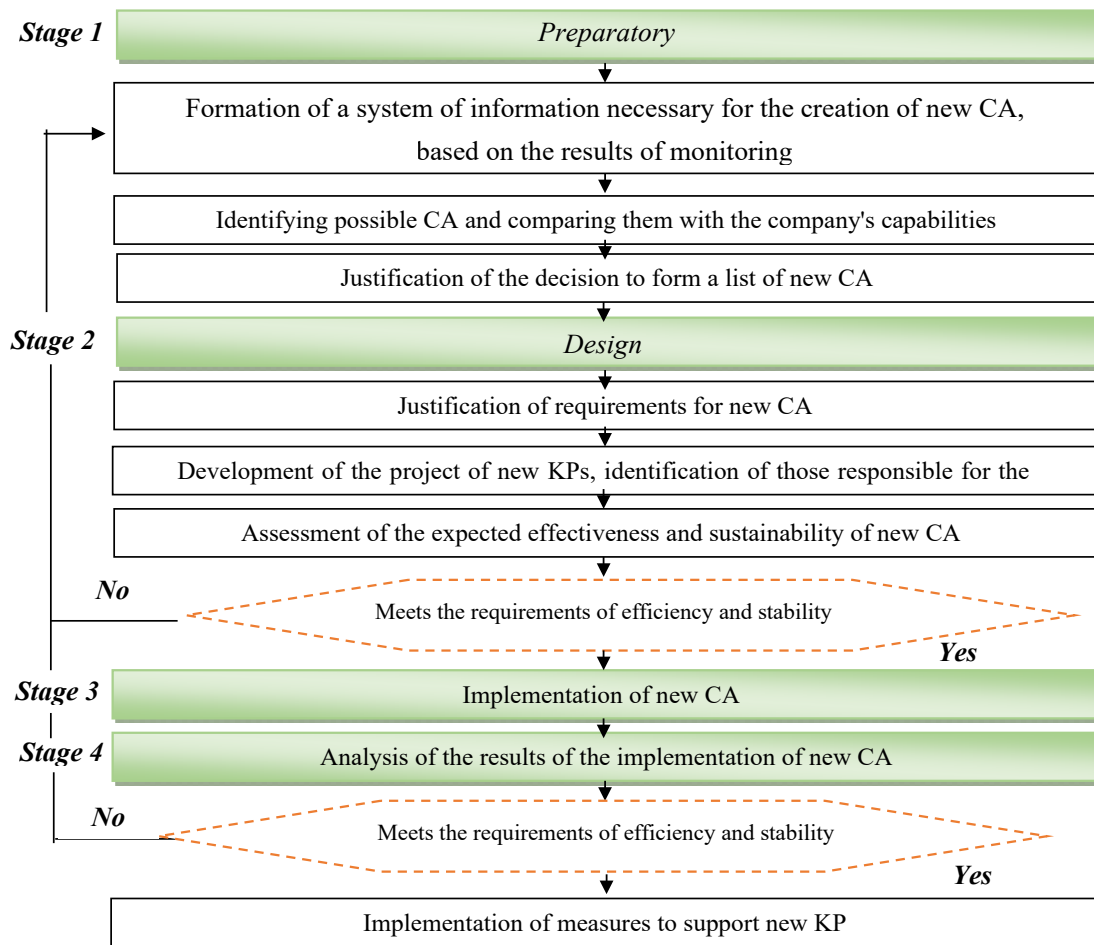 Stage 1
Preparatory
Formation of a system of information necessary for the creation of new CA,
based on the results of monitoring
Identifying possible CA and comparing them with the company's capabilities
Justification of the decision to form a list of new CA
Stage 2
Design
Justification of requirements for new CA
Development of the project of new KPs, identification of those responsible for the
Assessment of the expected effectiveness and sustainability of new CA
No
Meets the requirements of efficiency and stability
Yes
Stage 3
Implementation of new CA
Stage 4
Analysis of the results of the implementation of new CA
No
Meets the requirements of efficiency and stability
Yes
Implementation of measures to support new KP